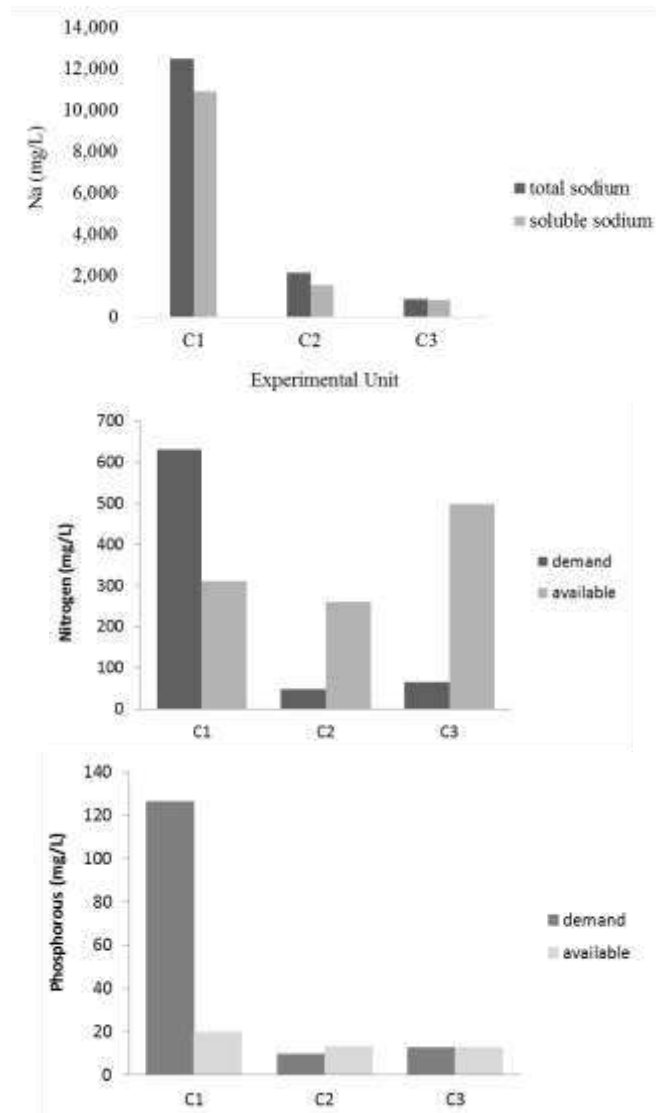 14,000
12,000
10,000
8,000
6,000
4,000
2,000
0
Na (mg/L)
total sodium
soluble sodium
C1 C2 C3
Experimental Unit
700
600
500
400
300
200
100
0
Nitrogen (mg/L)
demand
available
C1 C2 C3
140
120
100
80
60
40
20
0
Phosphorous (mg/L)
demand
available
C1 C2 C3